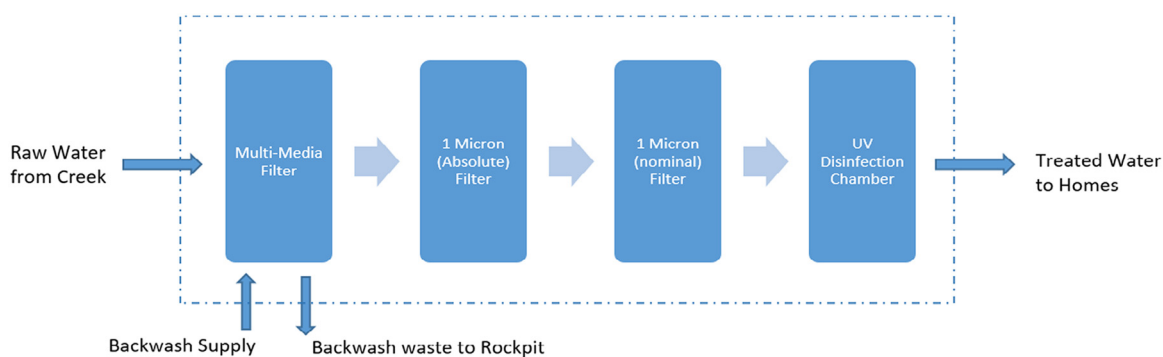 Raw Water
from Creek
Multi-Media
Filter
1 Micron
(Absolute)
Filter
1 Micron
(nominal)
Filter
UV
Disinfection
Chamber
Treated Water
to Homes
Backwash Supply
Backwash waste to Rockpit